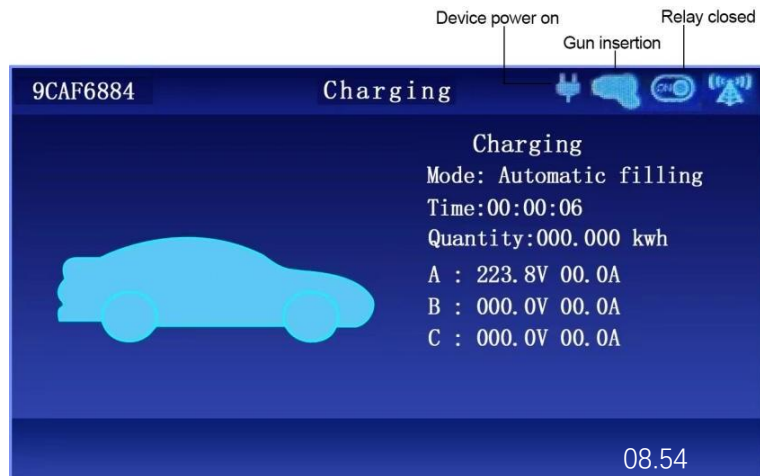 Device power on
Relay closed
Gun insertion
9CAF6884
Charging
ON
Charging
Mode: Automatic filling
Time:00:00:06
Quantity:000.000 kwh
A : 223.8V 00.0A
B : 000.0V 00.0A
C : 000.0V 00.0A
08.54